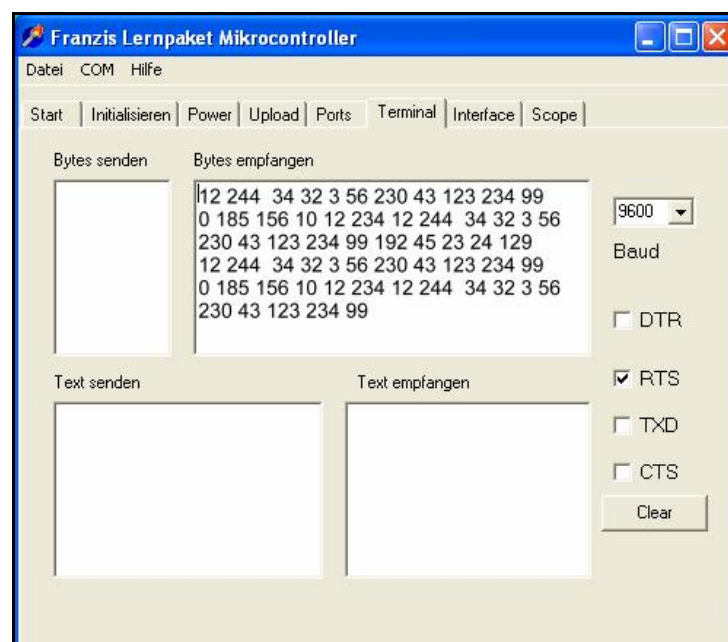 Franzis Lernpaket Mikrocontroller
Datei COM Hilfe
Start Initialisieren Power Upload Ports Terminal Interface Scope
Bytes senden Bytes empfangen
12 244  34 32 3 56 230 43 123 234 99
0 185 156 10 12 234 12 244  34 32 3 56
230 43 123 234 99 192 45 23 24 129
12 244  34 32 3 56 230 43 123 234 99
0 185 156 10 12 234 12 244  34 32 3 56
230 43 123 234 99
9600
Baud
DTR
RTS
TXD
CTS
Clear
Text senden Text empfangen